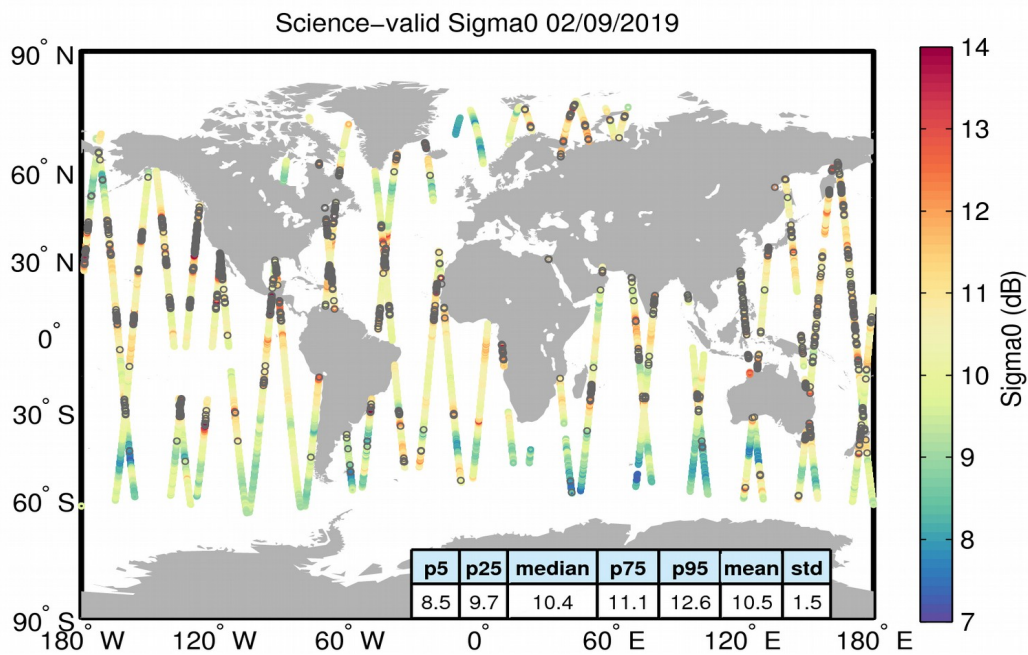 Science−valid Sigma0 02/09/2019
90° N
60° N
30° N
0°
30° S
60° S
90° S
180° W
120° W
60° W
0°
60° E
120° E
180° E
p5 p25 median p75 p95 mean std
8.5 9.7 10.4 11.1 12.6 10.5 1.5
14
13
12
11
10
9
8
7
Sigma0 (dB)